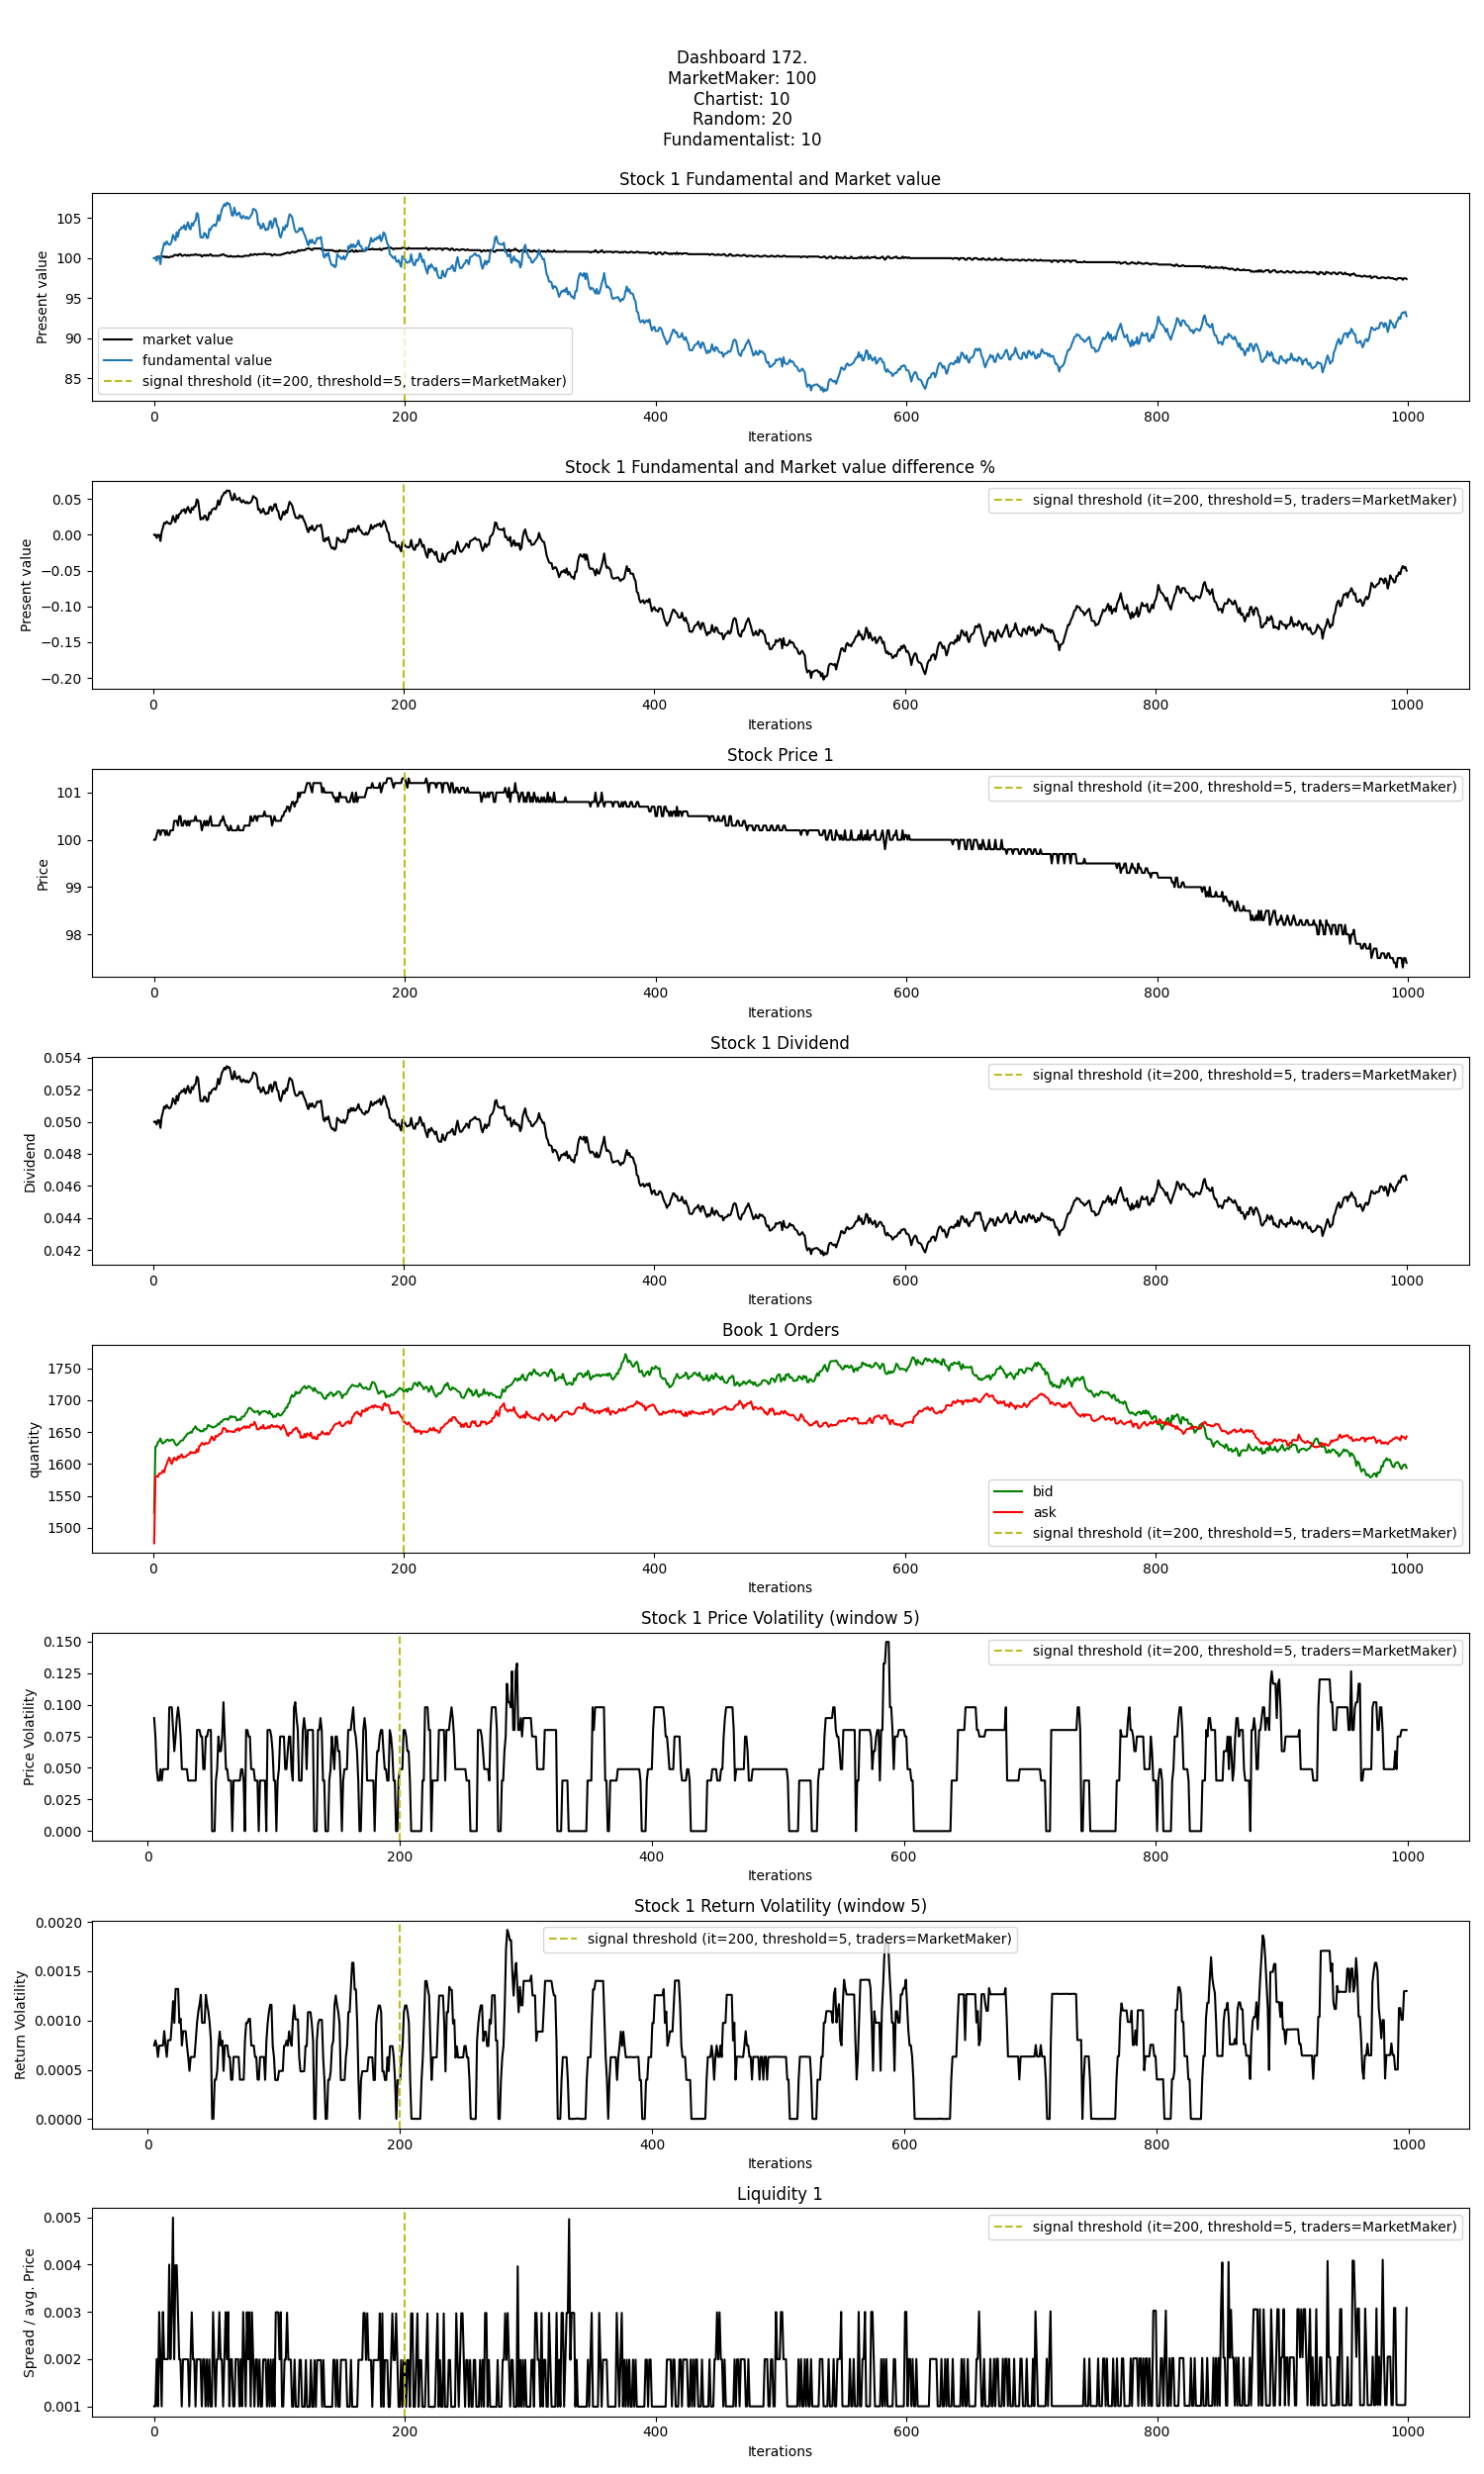 Dashboard 172.
MarketMaker: 100
Chartist: 10
Random: 20
Fundamentalist: 10
Stock 1 Fundamental and Market value
Present value
105
100
95
90
85
market value
fundamental value
signal threshold (it=200, threshold=5, traders=MarketMaker)
0 200 400 600 800 1000
Iterations
Stock 1 Fundamental and Market value difference %
Present value
0.05
0.00
−0.05
−0.10
−0.15
−0.20
signal threshold (it=200, threshold=5, traders=MarketMaker)
0 200 400 600 800 1000
Iterations
Stock Price 1
Price
101
100
99
98
signal threshold (it=200, threshold=5, traders=MarketMaker)
0 200 400 600 800 1000
Iterations
Stock 1 Dividend
Dividend
0.054
0.052
0.050
0.048
0.046
0.044
0.042
signal threshold (it=200, threshold=5, traders=MarketMaker)
0 200 400 600 800 1000
Iterations
Book 1 Orders
quantity
1750
1700
1650
1600
1550
1500
bid
ask
signal threshold (it=200, threshold=5, traders=MarketMaker)
0 200 400 600 800 1000
Iterations
Stock 1 Price Volatility (window 5)
Price Volatility
0.150
0.125
0.100
0.075
0.050
0.025
0.000
signal threshold (it=200, threshold=5, traders=MarketMaker)
0 200 400 600 800 1000
Iterations
Stock 1 Return Volatility (window 5)
Return Volatility
0.0020
0.0015
0.0010
0.0005
0.0000
signal threshold (it=200, threshold=5, traders=MarketMaker)
0 200 400 600 800 1000
Iterations
Liquidity 1
Spread / avg. Price
0.005
0.004
0.003
0.002
0.001
signal threshold (it=200, threshold=5, traders=MarketMaker)
0 200 400 600 800 1000
Iterations